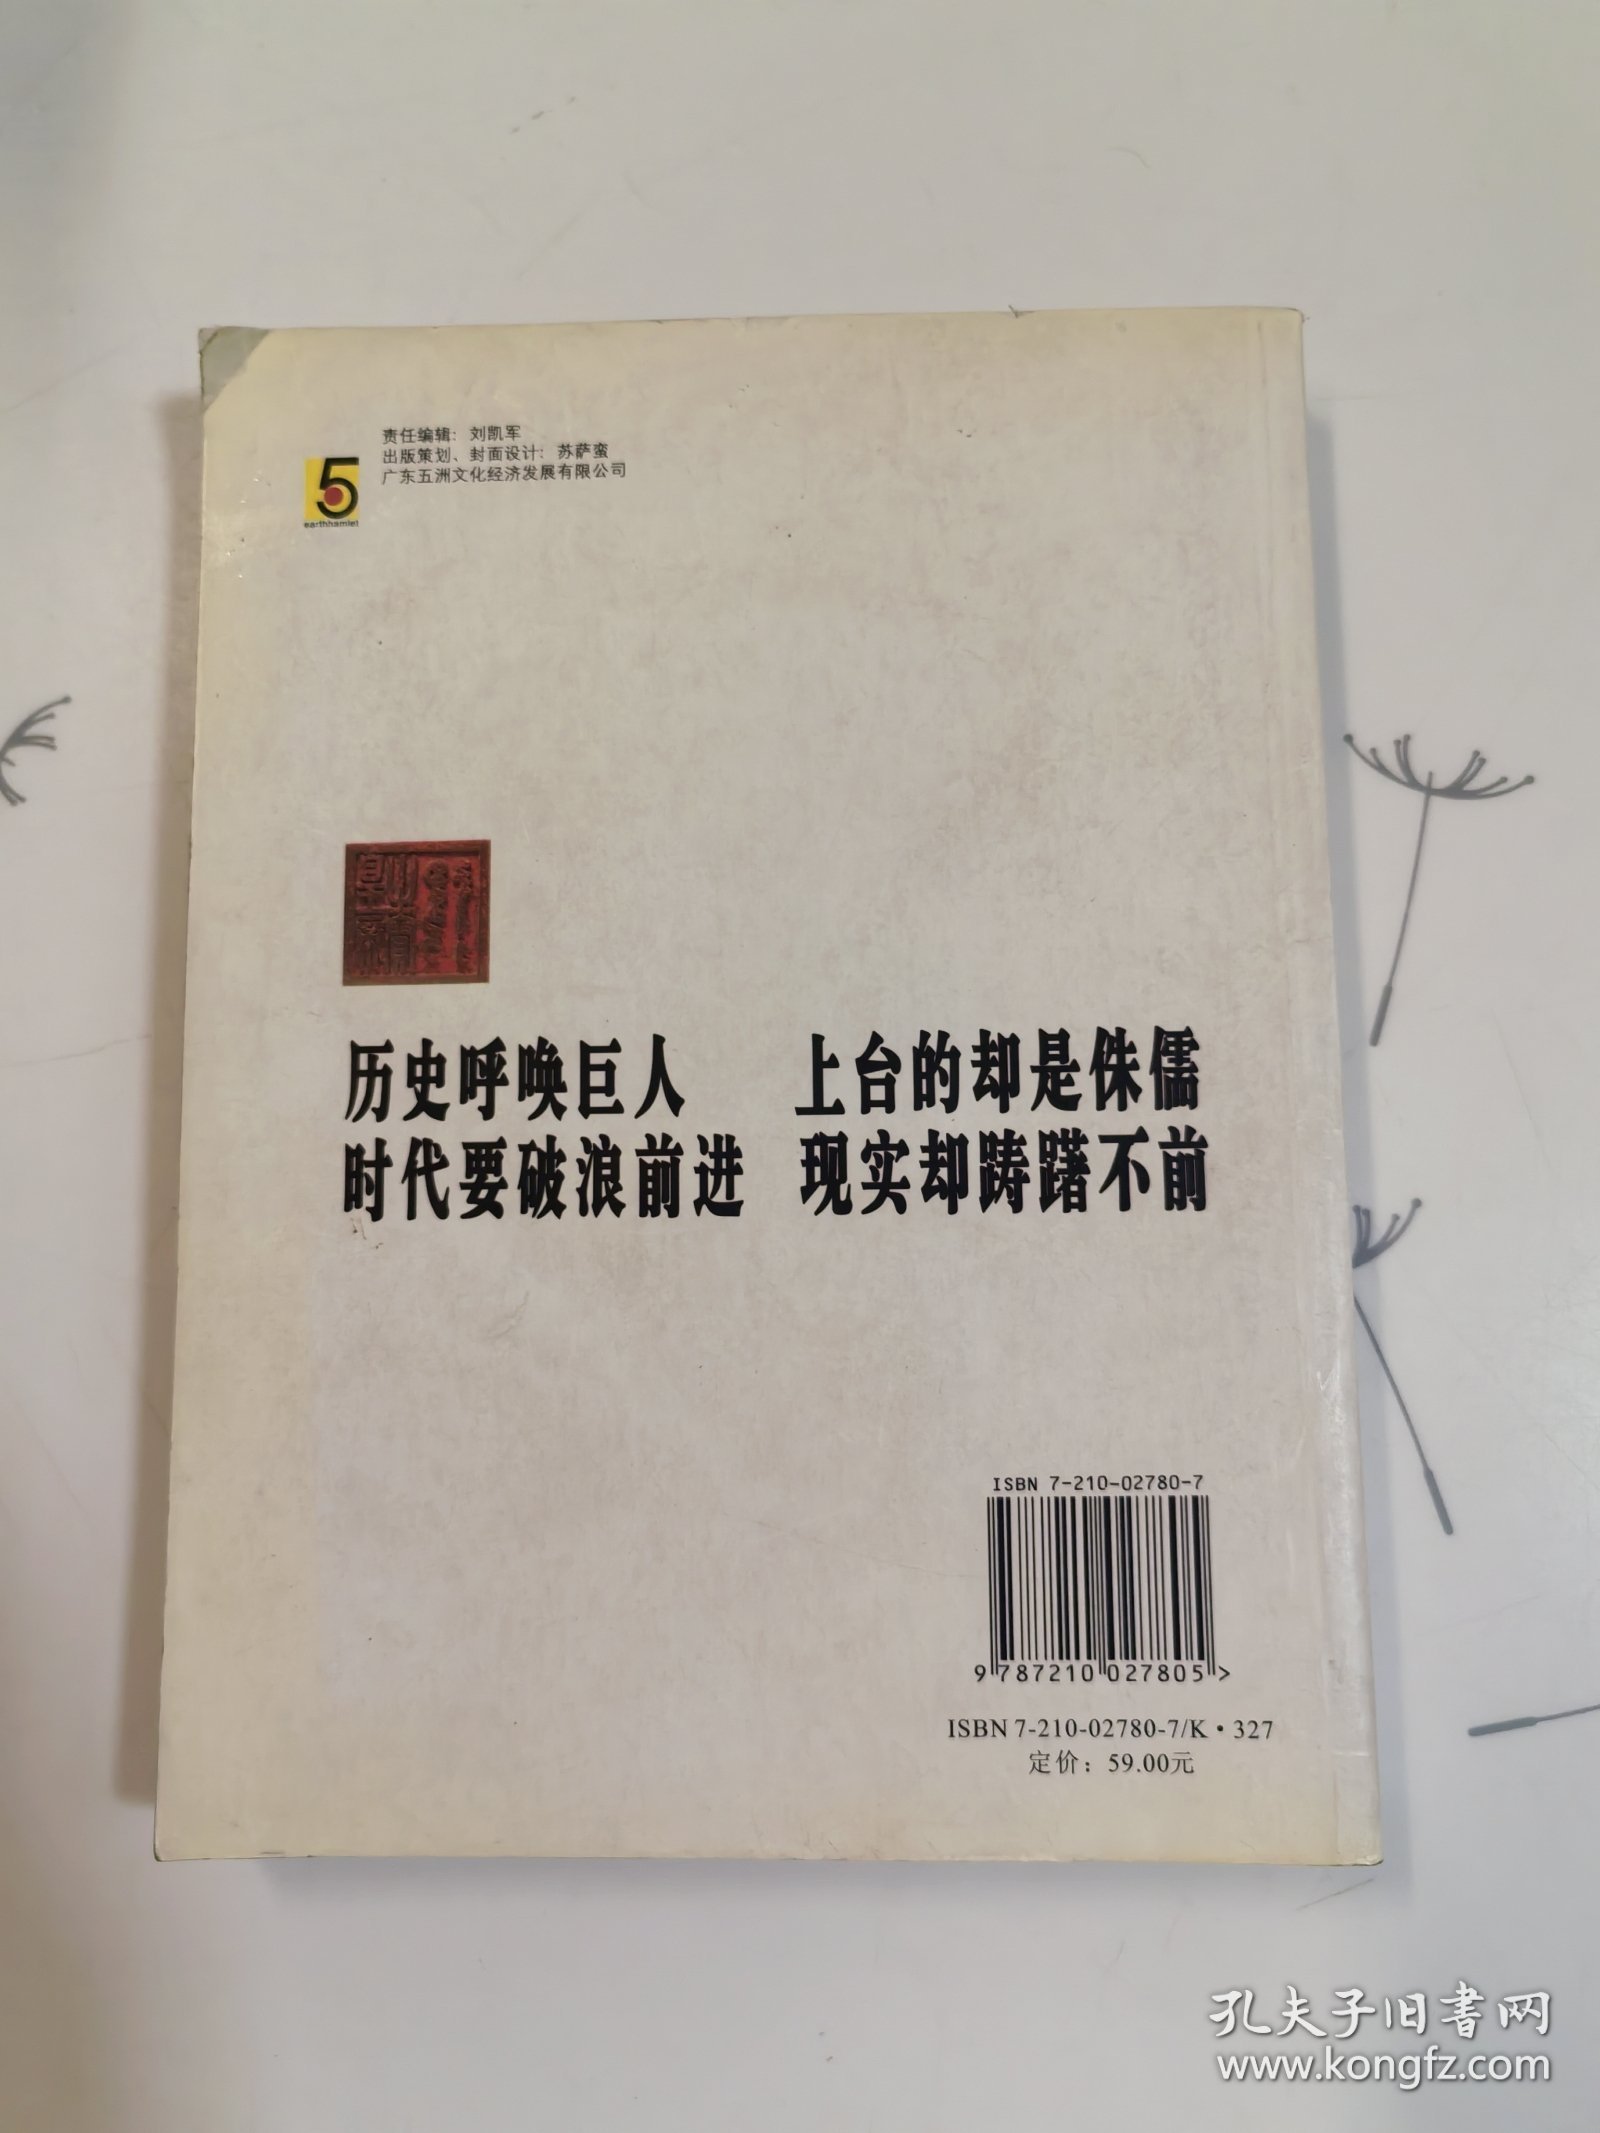 责任编辑：刘凯军
出版策划、封面设计：苏萨蛮
广东五洲文化经济发展有限公司
5
earthhamlet
历史呼唤巨人 上台的却是侏儒
时代要破浪前进 现实却踌躇不前
ISBN 7-210-02780-7
9 787210 027805 >
ISBN 7-210-02780-7/K·327
定价：59.00元
孔夫子旧书网
www.kongfz.com